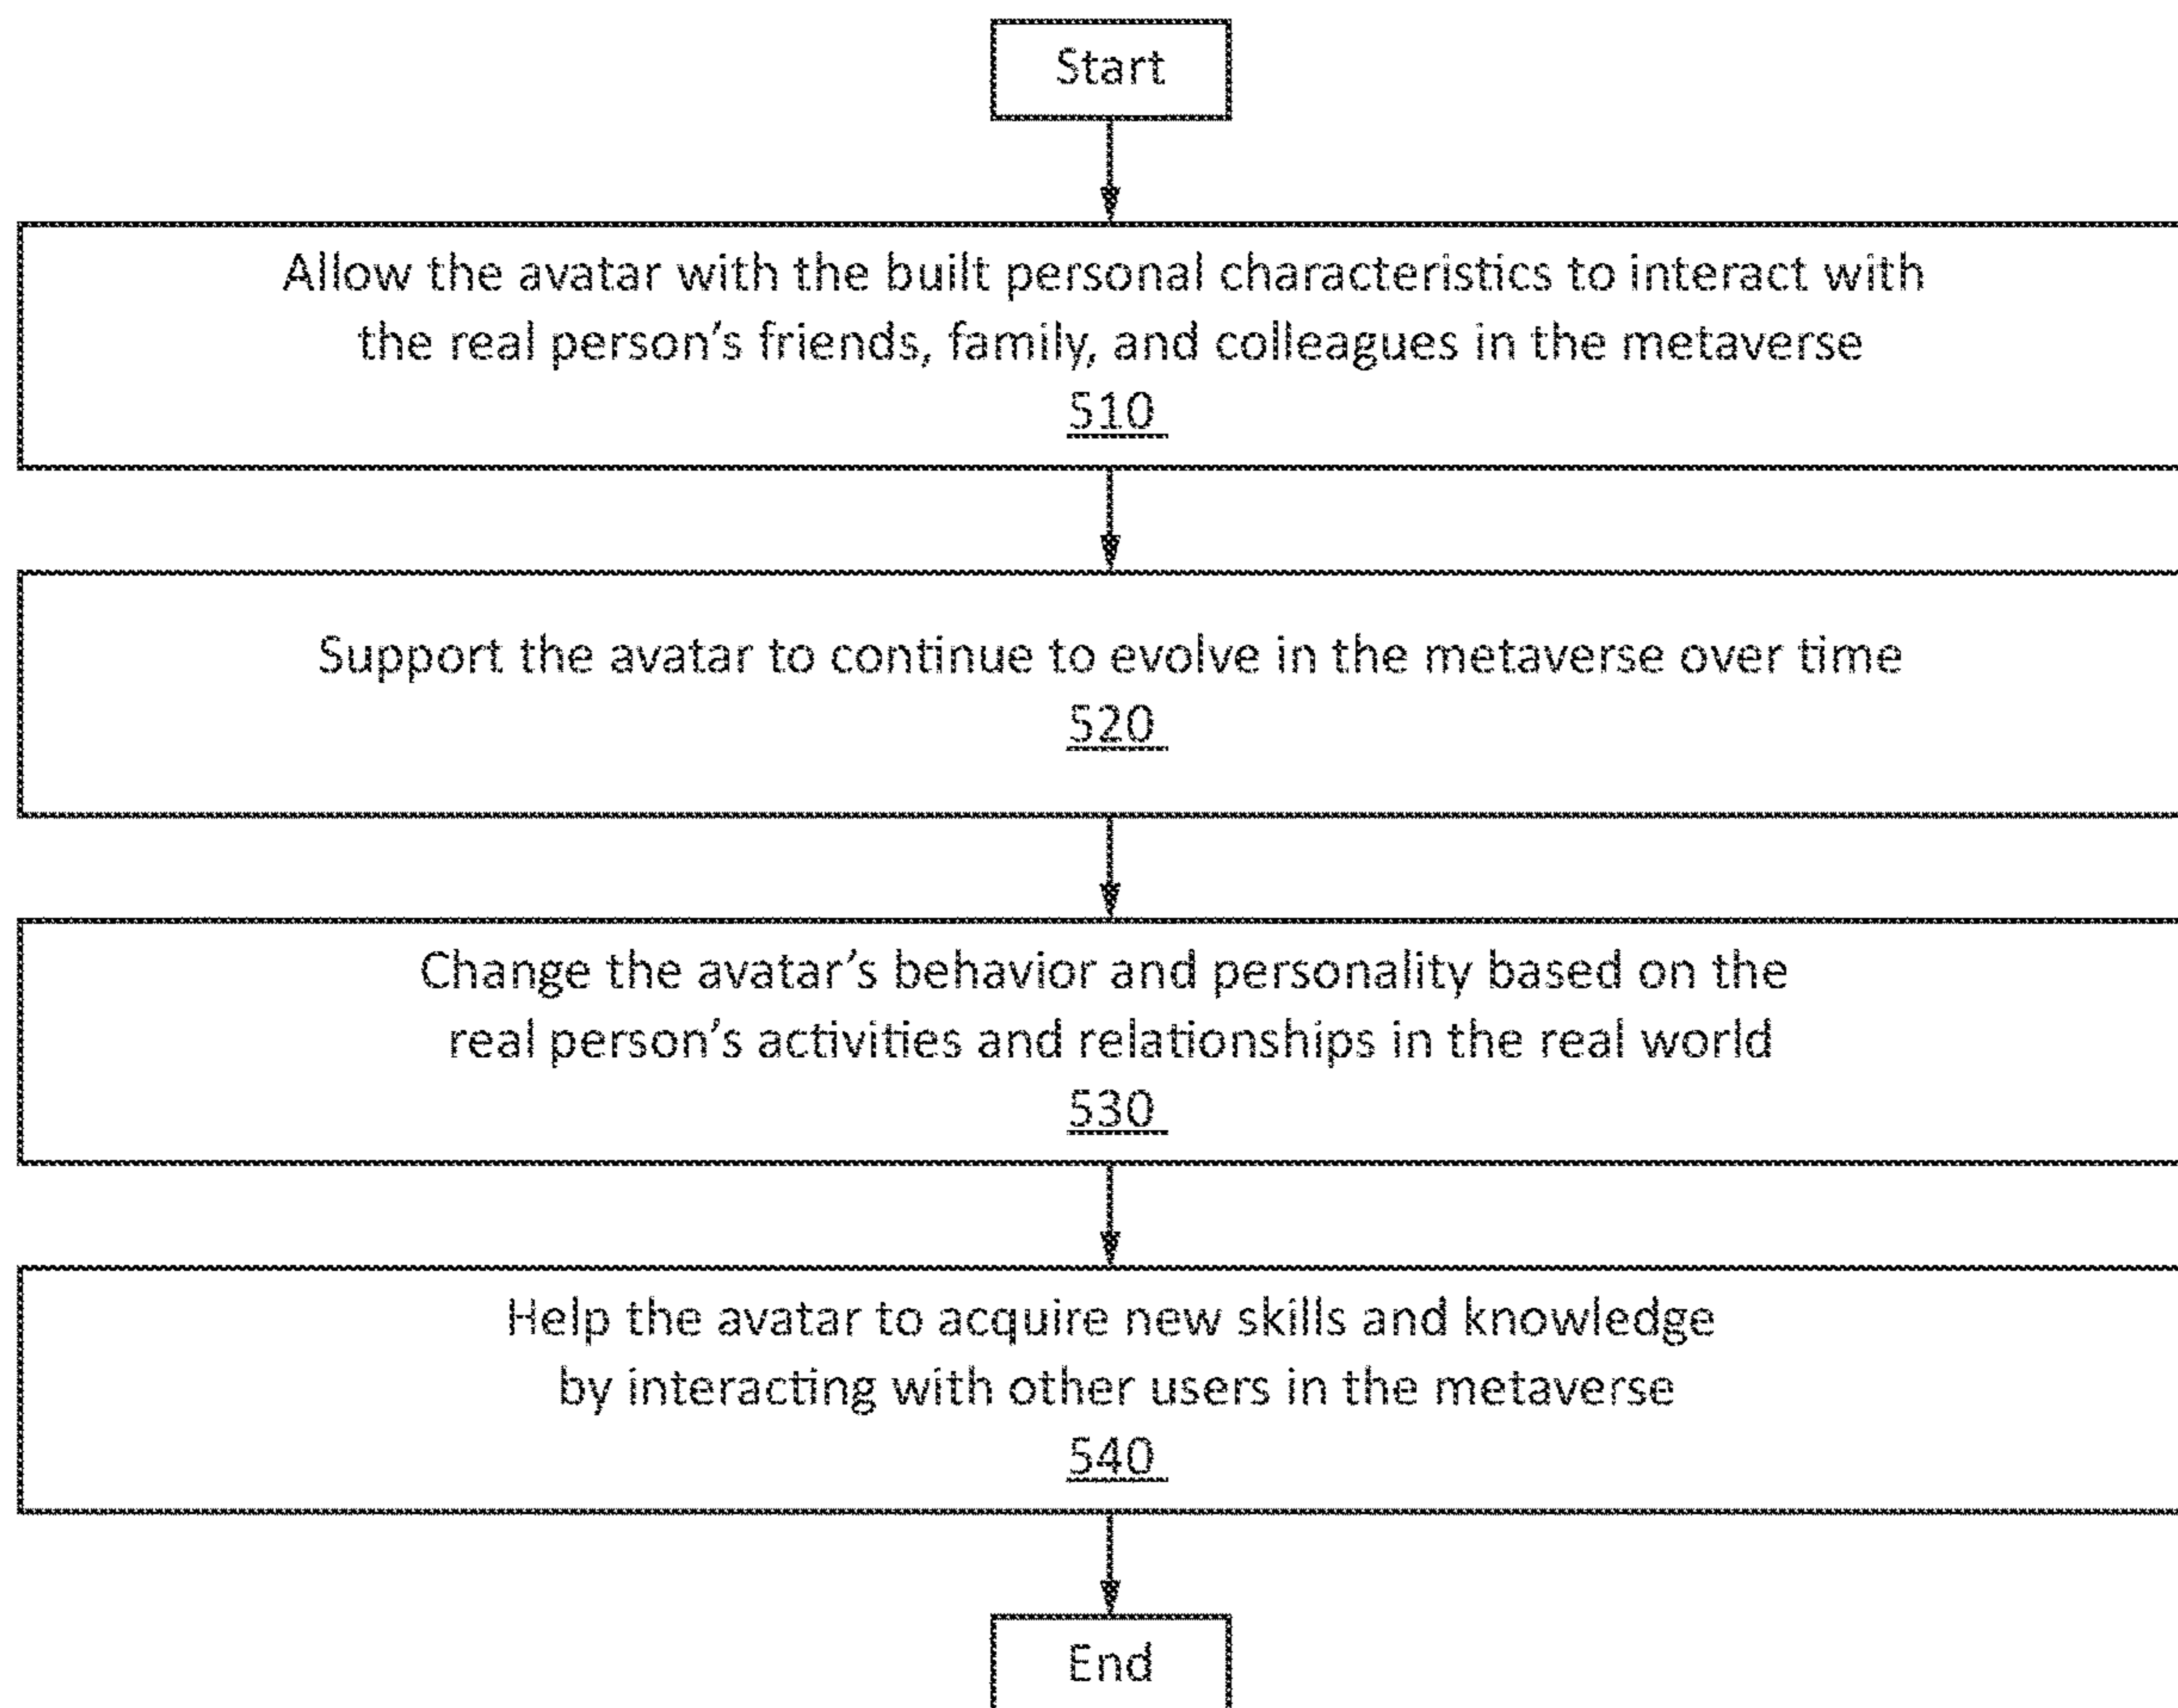 Start
Allow the avatar with the built personal characteristics to interact with
the real person's friends, family, and colleagues in the metaverse
510
Support the avatar to continue to evolve in the metaverse over time
520
Change the avatar's behavior and personality based on the
real person's activities and relationships in the real world
530
Help the avatar to acquire new skills and knowledge
by interacting with other users in the metaverse
540
End